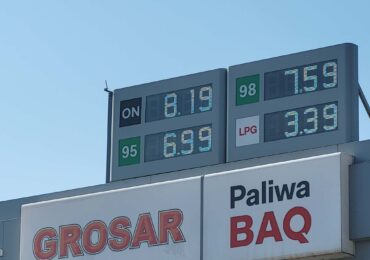 ON 8.19
95 6.99
98 7.59
LPG 3.39
GROSAR
Paliwa
BAQ